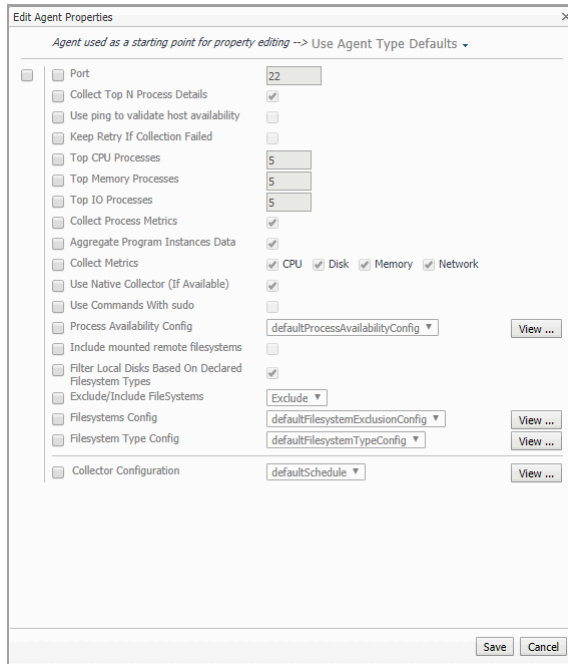 Edit Agent Properties ×
Agent used as a starting point for property editing --> Use Agent Type Defaults
Port 22
Collect Top N Process Details
Use ping to validate host availability
Keep Retry If Collection Failed
Top CPU Processes 5
Top Memory Processes 5
Top IO Processes 5
Collect Process Metrics
Aggregate Program Instances Data
Collect Metrics CPU Disk Memory Network
Use Native Collector (If Available)
Use Commands With sudo
Process Availability Config defaultProcessAvailabilityConfig View ...
Include mounted remote filesystems
Filter Local Disks Based On Declared
Filesystem Types
Exclude/Include FileSystems Exclude
Filesystems Config defaultFilesystemExclusionConfig View ...
Filesystem Type Config defaultFilesystemTypeConfig View ...
Collector Configuration defaultSchedule View ...
Save Cancel